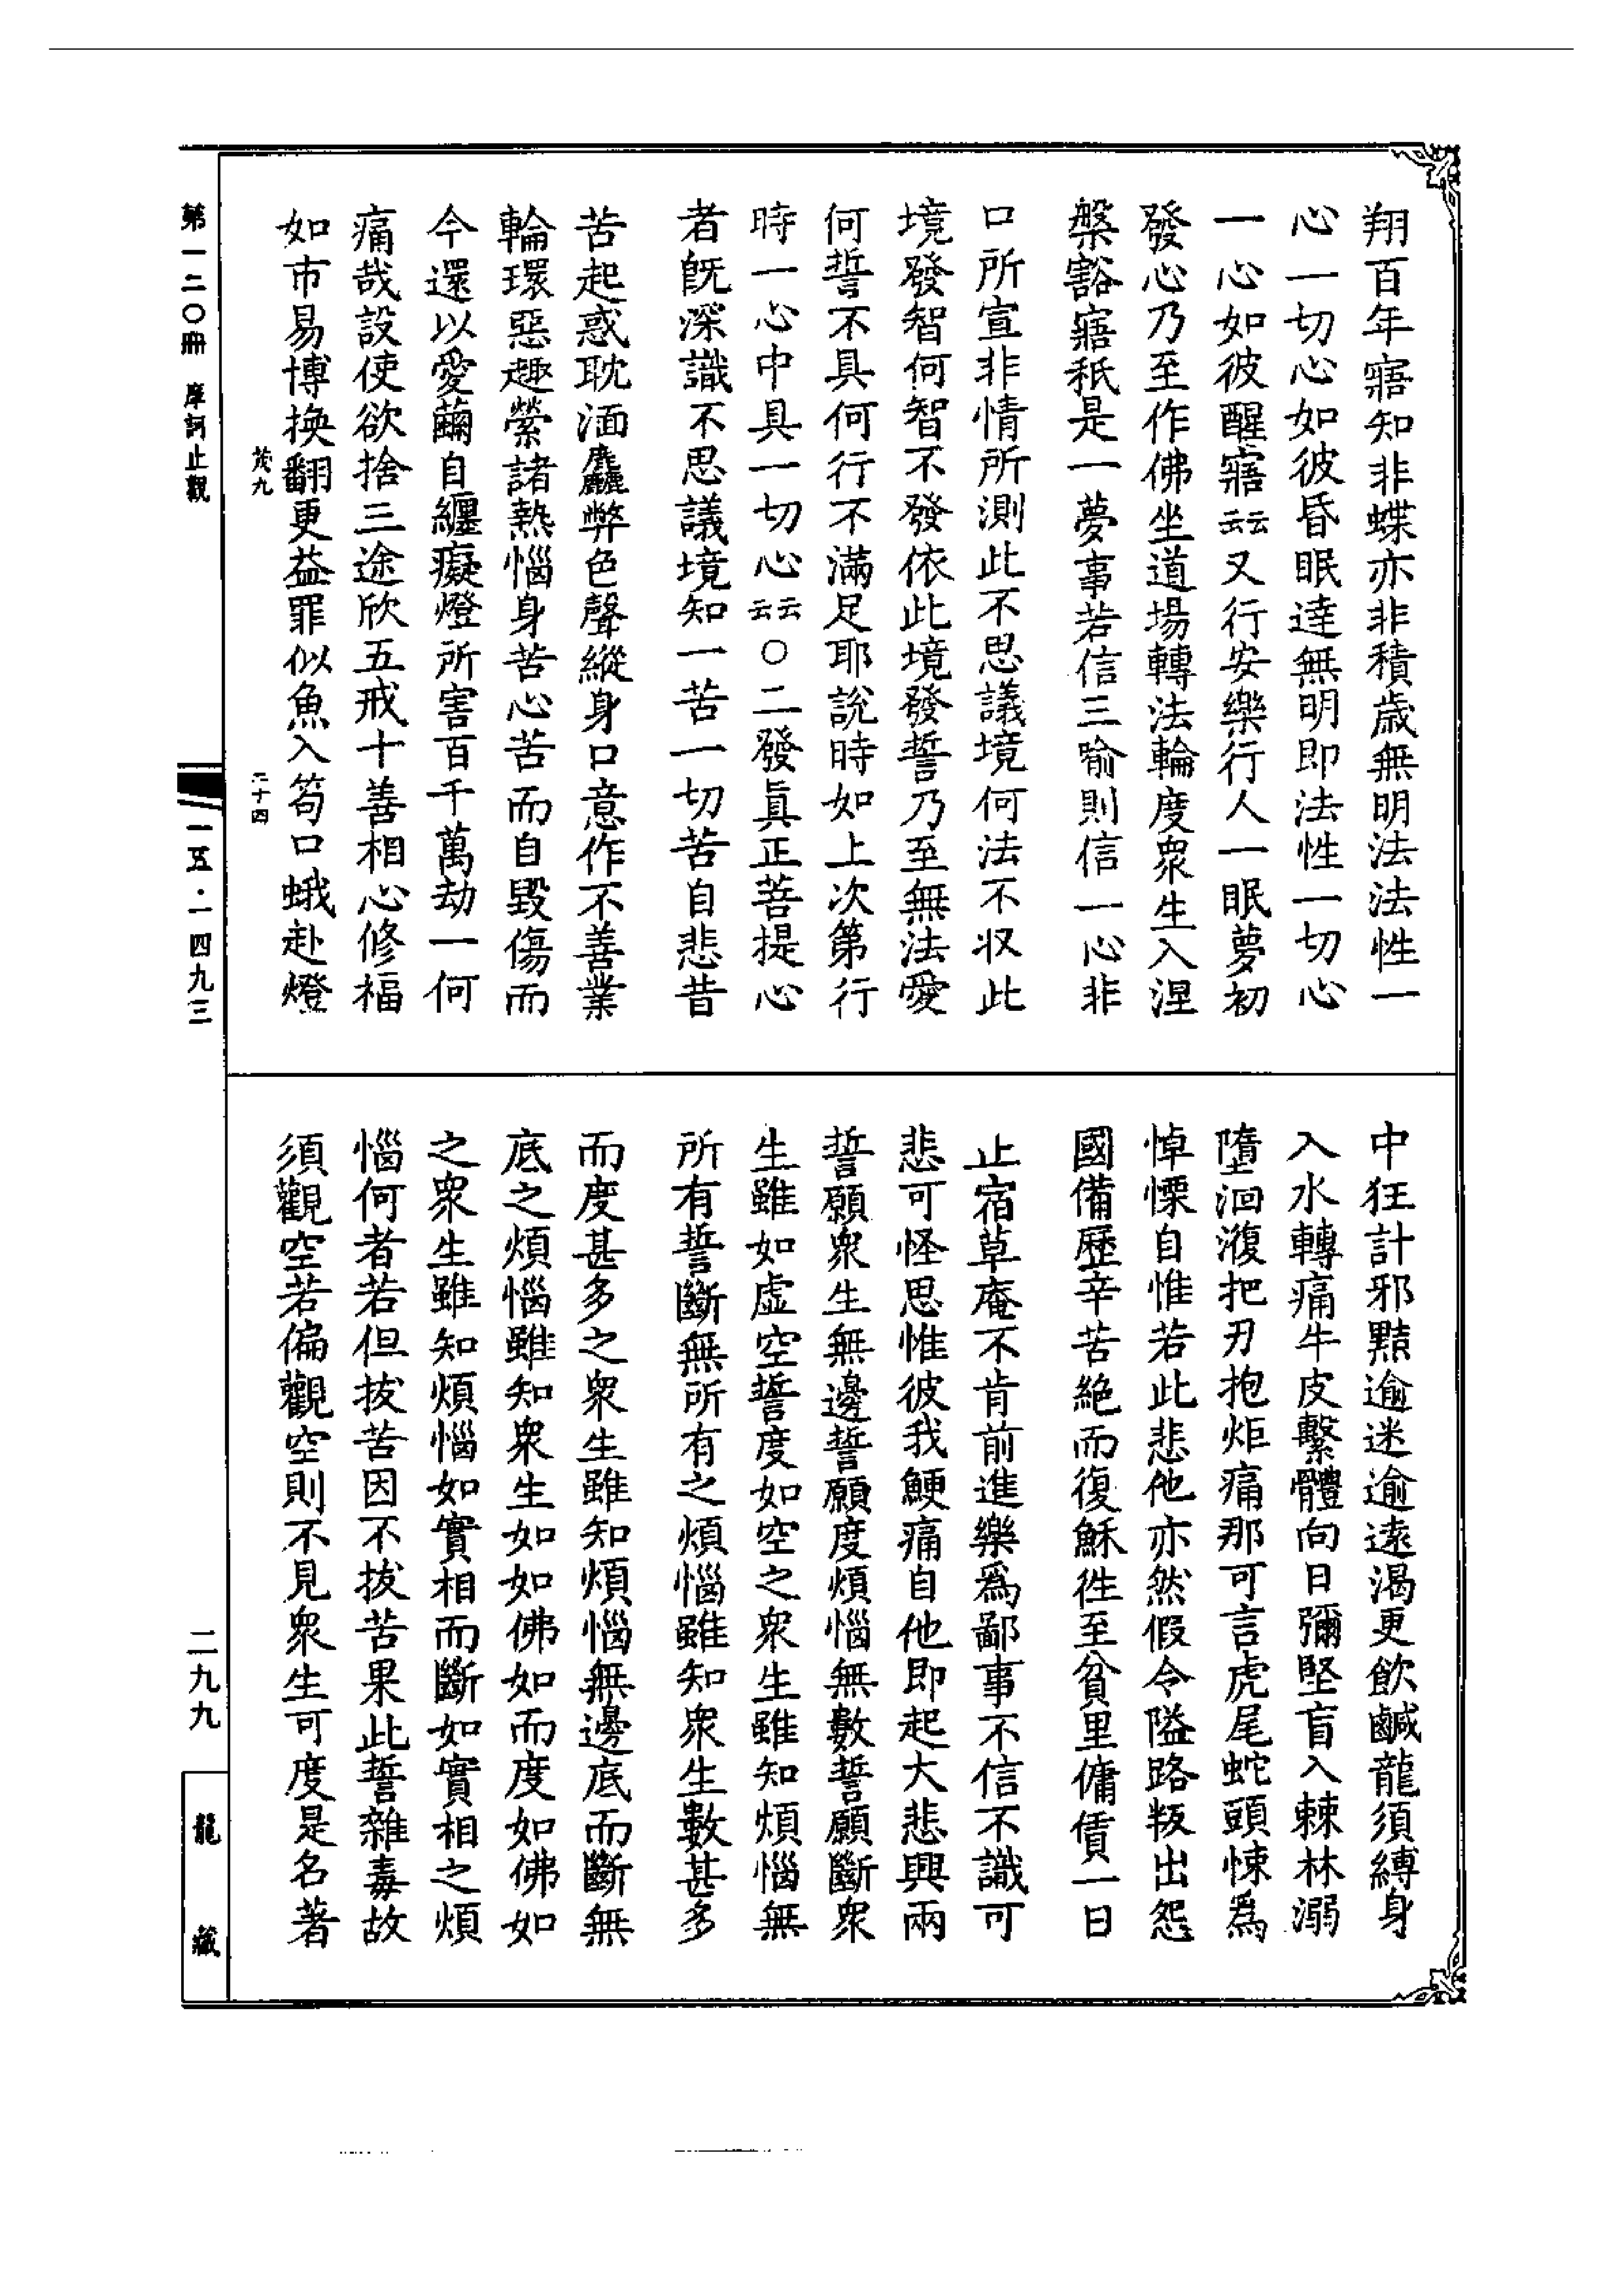 翔百年寤知非蝶亦非積歲無明法法性一
心一切心如彼昏眠達無明即法性一切心
一心如彼醒寤云云又行安樂行人一眠夢初
發心乃至作佛坐道場轉法輪度衆生入涅
槃豁寤秖是一夢事若信三喻則信一心非
口所宣非情所測此不思議境何法不収此
境發智何智不發依此境發誓乃至無法愛
何誓不具何行不滿足耶說時如上次第行
時一心中具一切心云云○二發眞正菩提心
者旣深識不思議境知一苦一切苦自悲昔
苦起惑耽湎麤弊色聲縱身口意作不善業
輪環惡趣縈諸熱惱身苦心苦而自毀傷而
今還以愛繭自纏癡燈所害百千萬劫一何
痛哉設使欲捨三途欣五戒十善相心修福
如市易博換翻更益罪似魚入笱口蛾赴燈
中狂計邪黠逾迷逾遠渴更飲鹹龍須縛身
入水轉痛牛皮繫體向日彌堅盲入棘林溺
墮洄澓把刃抱炬痛那可言虎尾蛇頭悚爲
悼慄自惟若此悲他亦然假令隘路叛出怨
國備歷辛苦絕而復穌徃至貧里傭賃一日
止宿草庵不肯前進樂爲鄙事不信不識可
悲可怪思惟彼我鯁痛自他即起大悲興兩
誓願衆生無邊誓願度煩惱無數誓願斷衆
生雖如虛空誓度如空之衆生雖知煩惱無
所有誓斷無所有之煩惱雖知衆生數甚多
而度甚多之衆生雖知煩惱無邊底而斷無
底之煩惱雖知衆生如如佛如而度如佛如
之衆生雖知煩惱如實相而斷如實相之煩
惱何者若但拔苦因不拔苦果此誓雜毒故
須觀空若偏觀空則不見衆生可度是名著
茂九
二十四
第一二〇冊 摩訶止觀
一五·一四九三
二九九
龍藏